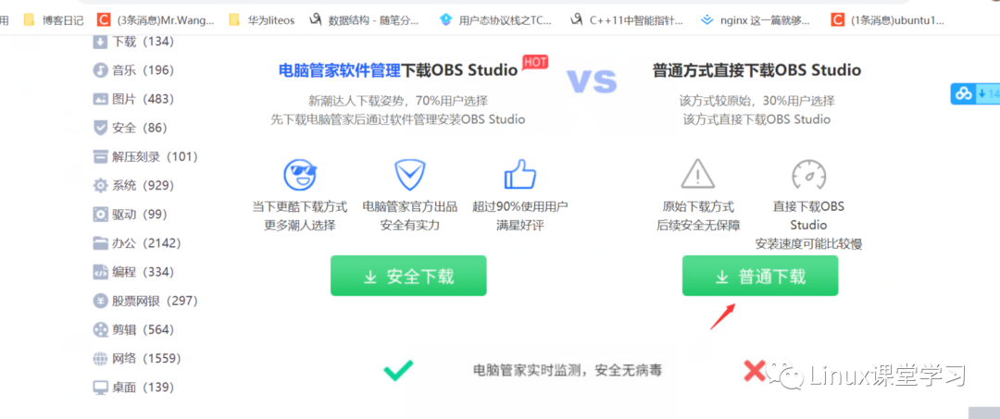 用 博客日记 (3条消息)Mr.Wang... 华为liteos 数据结构 - 随笔分... 用户态协议栈之TC... C++11中智能指针... nginx 这一篇就够... (1条消息)ubuntu1...
下载（134）
音乐（196）
图片（483）
安全（86）
解压刻录（101）
系统（929）
驱动（99）
办公（2142）
编程（334）
股票网银（297）
剪辑（564）
网络（1559）
桌面（139）
电脑管家软件管理下载OBS Studio HOT
新潮达人下载姿势，70%用户选择
先下载电脑管家后通过软件管理安装OBS Studio
当下更酷下载方式
更多潮人选择
电脑管家官方出品
安全有实力
超过90%使用用户
满星好评
安全下载
VS
普通方式直接下载OBS Studio
该方式较原始，30%用户选择
该方式直接下载OBS Studio
原始下载方式
后续安全无保障
直接下载OBS
Studio
安装速度可能比较慢
普通下载
14
电脑管家实时监测，安全无病毒
Linux课堂学习